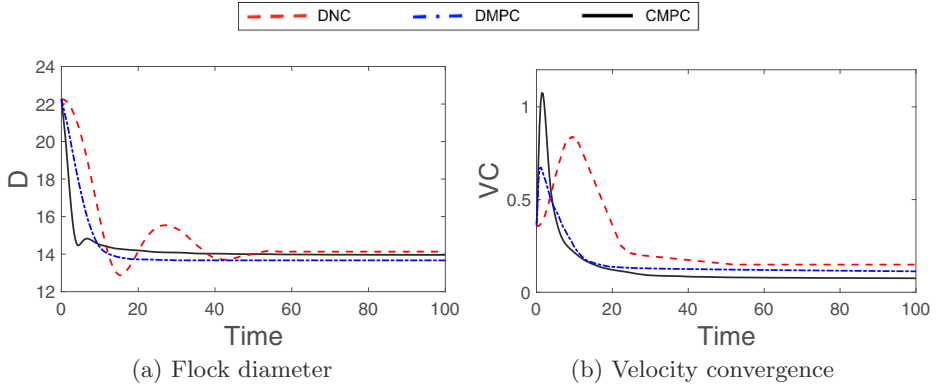 DNC DMPC CMPC
24
22
20
18
16
14
12
D
0 20 40 60 80 100
Time
(a) Flock diameter
1
0.5
0
VC
0 20 40 60 80 100
Time
(b) Velocity convergence